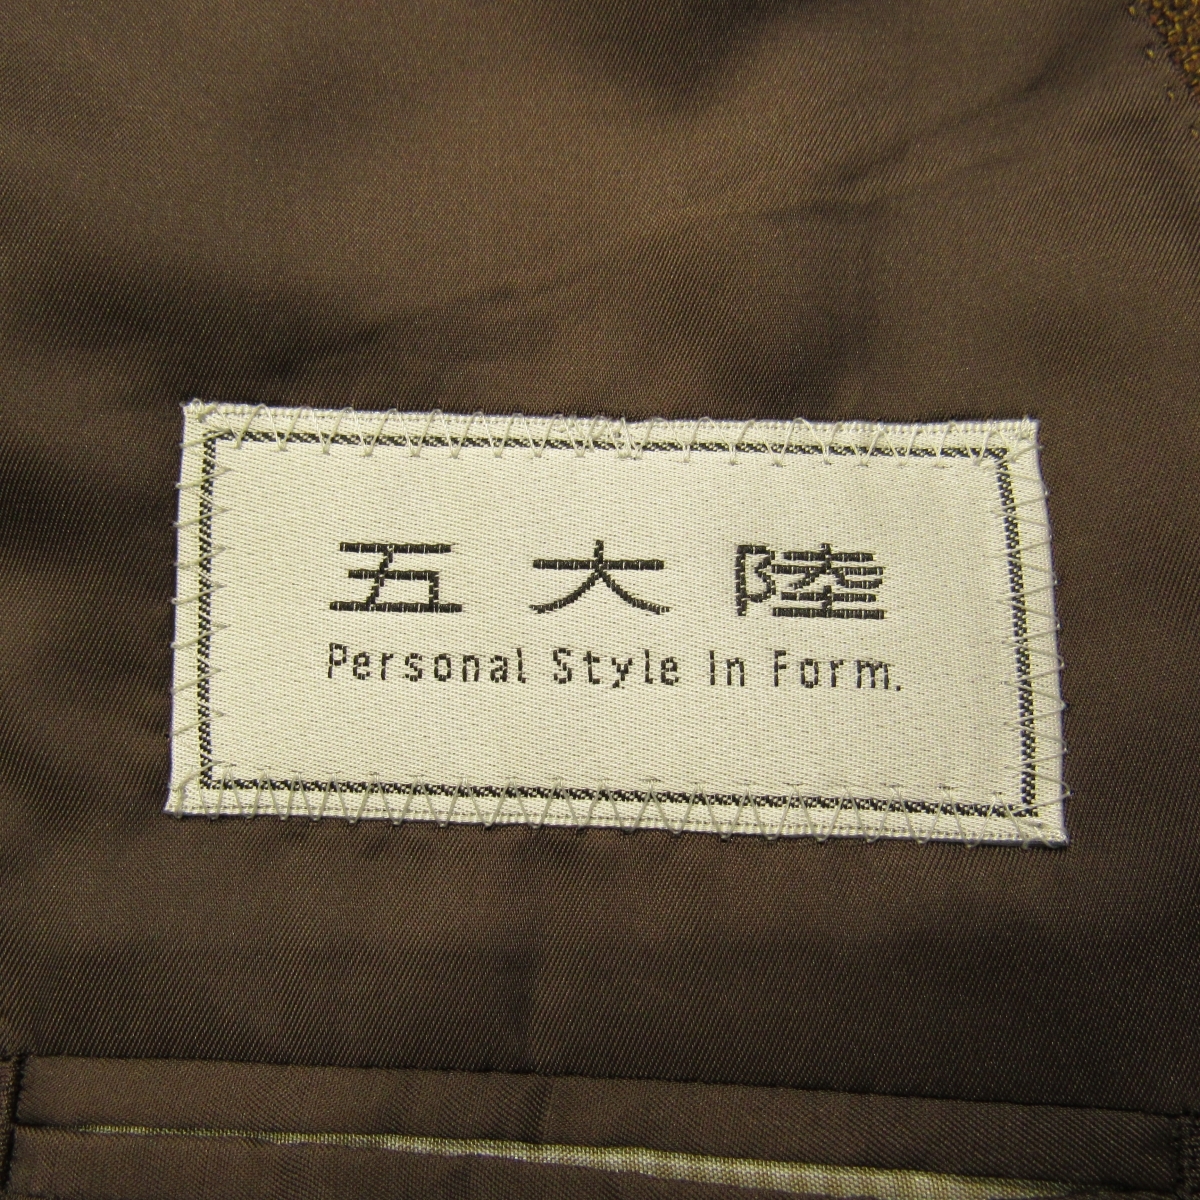 五大陸
Personal Style In Form.